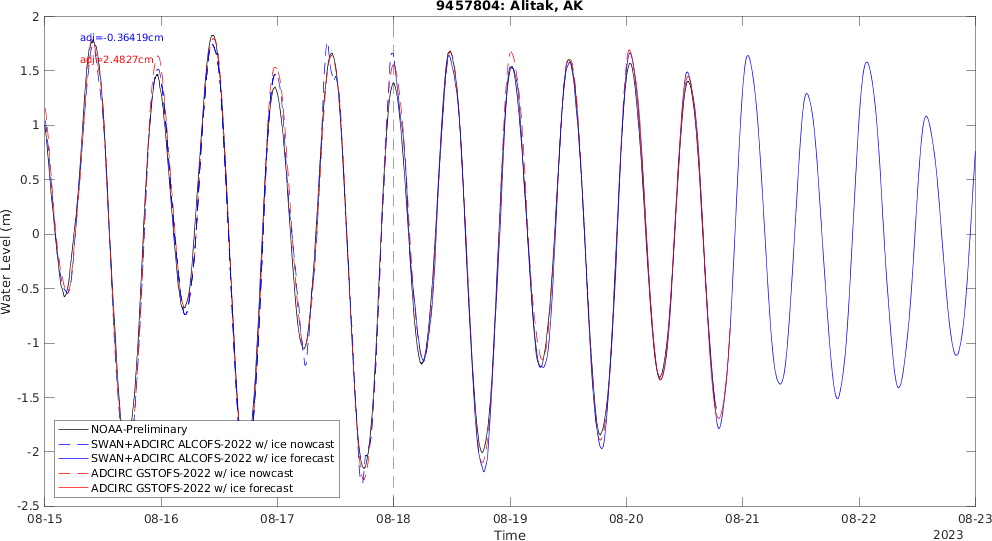 9457804: Alitak, AK
adj=-0.36419cm
adj=2.4827cm
2
1.5
1
0.5
0
-0.5
-1
-1.5
-2
-2.5
Water Level (m)
NOAA-Preliminary
SWAN+ADCIRC ALCOFS-2022 w/ ice nowcast
SWAN+ADCIRC ALCOFS-2022 w/ ice forecast
ADCIRC GSTOFS-2022 w/ ice nowcast
ADCIRC GSTOFS-2022 w/ ice forecast
08-15 08-16 08-17 08-18 08-19 08-20 08-21 08-22 08-23
Time
2023